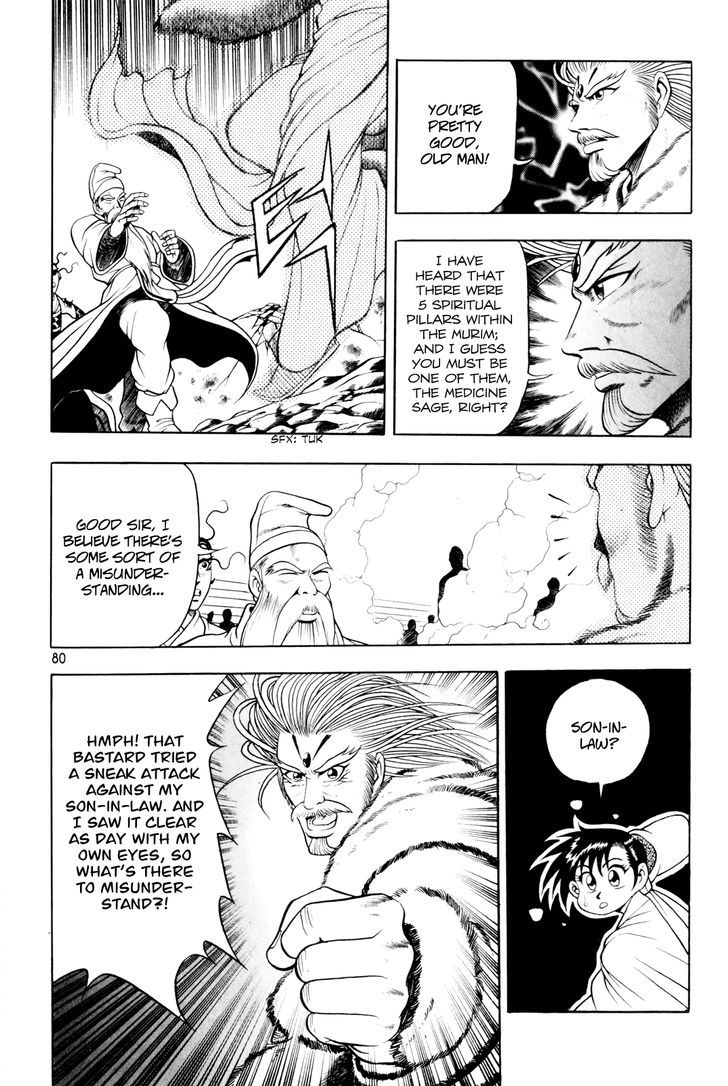 턱
SFX: TUK
YOU'RE
PRETTY
GOOD,
OLD MAN!
I HAVE
HEARD THAT
THERE WERE
5 SPIRITUAL
PILLARS WITHIN
THE MURIM;
AND I GUESS
YOU MUST BE
ONE OF THEM,
THE MEDICINE
SAGE, RIGHT?
GOOD SIR, I
BELIEVE THERE'S
SOME SORT OF
A MISUNDER-
STANDING...
80
HMPH! THAT
BASTARD TRIED
A SNEAK ATTACK
AGAINST MY
SON-IN-LAW. AND
I SAW IT CLEAR
AS DAY WITH MY
OWN EYES, SO
WHAT'S THERE
TO MISUNDER-
STAND?!
SON-IN-
LAW?